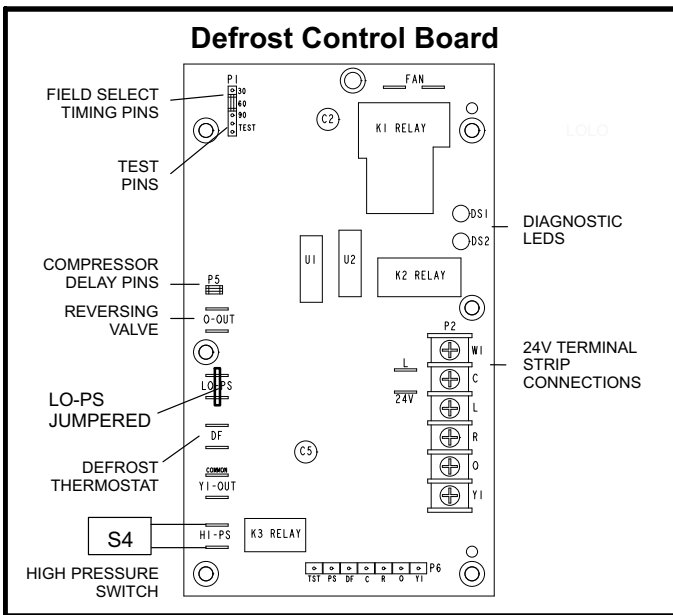 Defrost Control Board
P1
FIELD SELECT
TIMING PINS
30
60
90
TEST
TEST
PINS
FAN
C2
K1 RELAY
LOLO
DS1
DS2
DIAGNOSTIC
LEDS
U1
U2
K2 RELAY
COMPRESSOR
DELAY PINS
P5
REVERSING
VALVE
O-OUT
LO-PS
LO-PS
JUMPERED
DF
DEFROST
THERMOSTAT
COMMON
Y1-OUT
S4
HI-PS
HIGH PRESSURE
SWITCH
K3 RELAY
C5
L
24V
P2
W1
C
L
R
O
Y1
24V TERMINAL
STRIP
CONNECTIONS
P6
TST PS DF C R O Y1